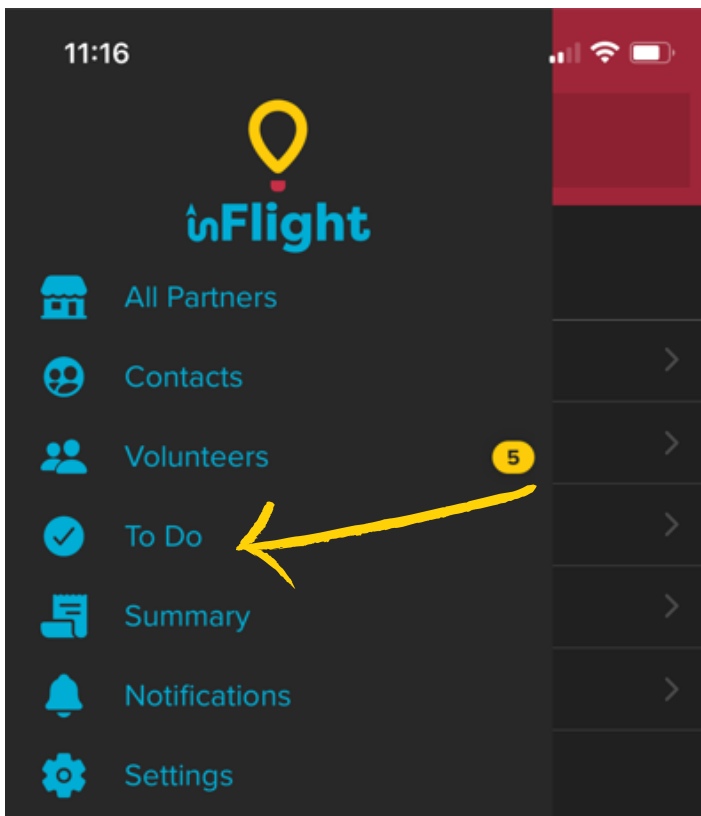 11:16
inFlight
All Partners
Contacts
Volunteers 5
To Do
Summary
Notifications
Settings